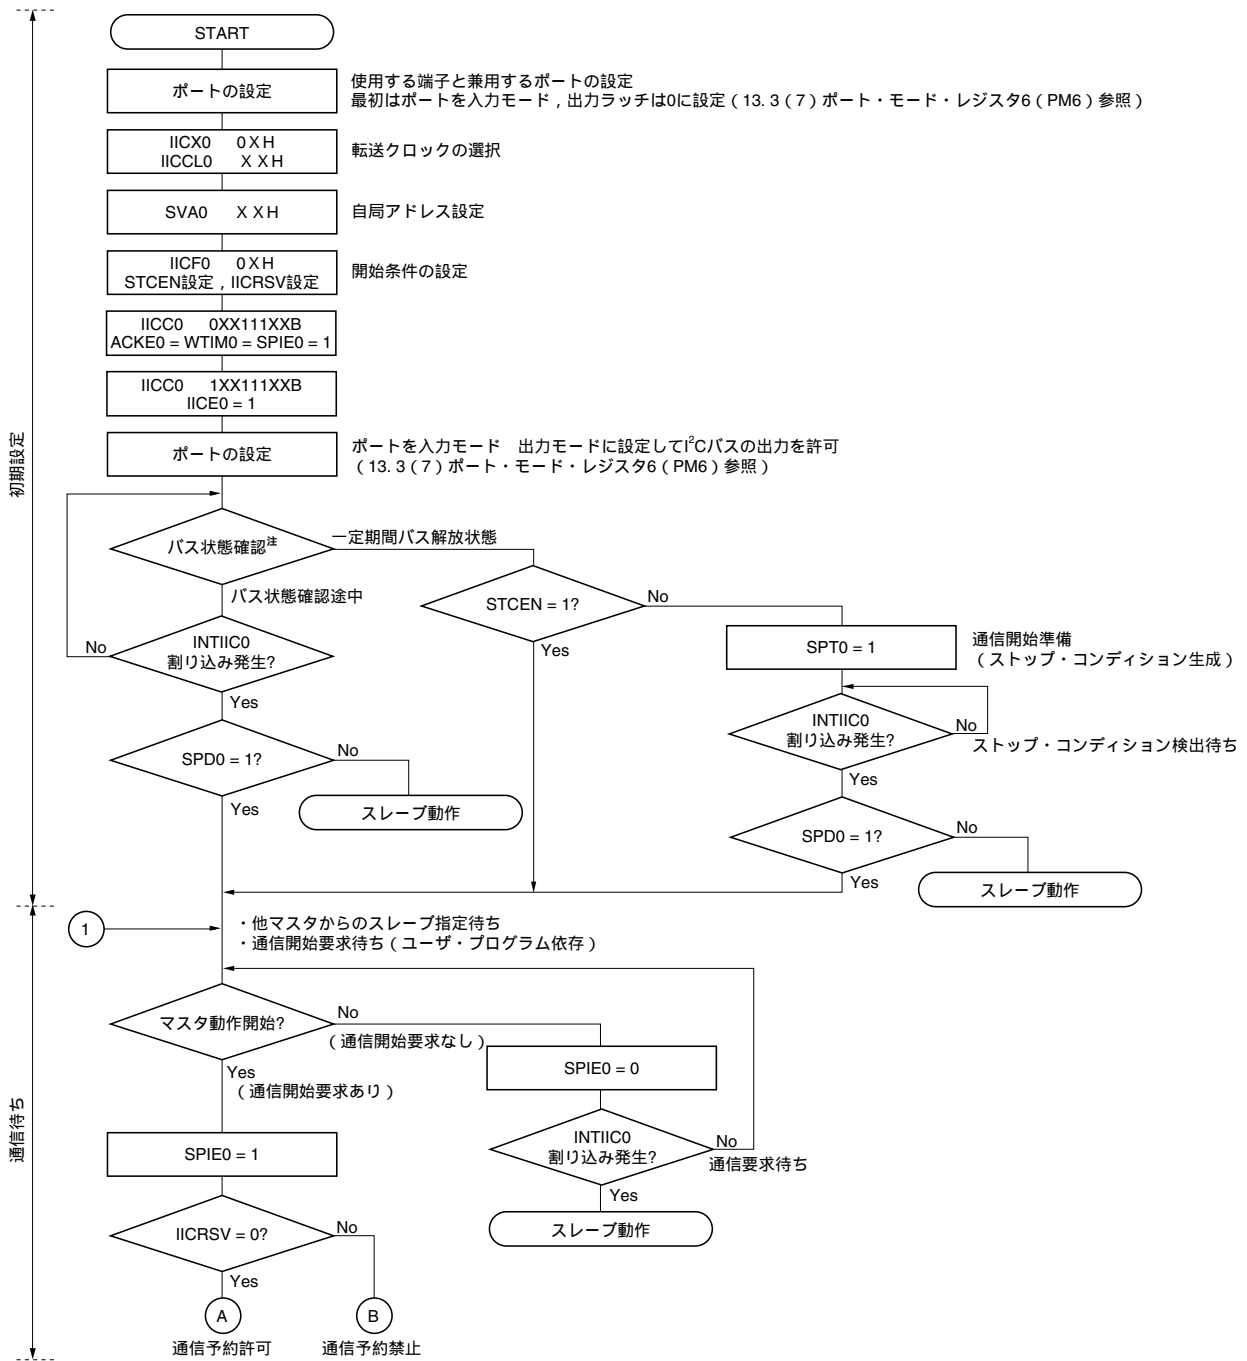 START
ポートの設定
使用する端子と兼用するポートの設定
最初はポートを入力モード，出力ラッチは0に設定（13. 3（7）ポート・モード・レジスタ6（PM6）参照）
IICX0 0XH
IICCL0 XXH
転送クロックの選択
SVA0 XXH
自局アドレス設定
IICF0 0XH
STCEN設定，IICRSV設定
開始条件の設定
IICC0 0XX111XXB
ACKE0 = WTIM0 = SPIE0 = 1
IICC0 1XX111XXB
IICE0 = 1
ポートの設定
ポートを入力モード 出力モードに設定してI²Cバスの出力を許可
（13. 3（7）ポート・モード・レジスタ6（PM6）参照）
初期設定
バス状態確認注
一定期間バス解放状態
バス状態確認途中
STCEN = 1?
No
Yes
SPT0 = 1
通信開始準備
（ストップ・コンディション生成）
INTIIC0
割り込み発生?
No
Yes
INTIIC0
割り込み発生?
No
ストップ・コンディション検出待ち
Yes
SPD0 = 1?
No
Yes
スレーブ動作
SPD0 = 1?
No
Yes
スレーブ動作
1
・他マスタからのスレーブ指定待ち
・通信開始要求待ち（ユーザ・プログラム依存）
通信待ち
マスタ動作開始?
No
（通信開始要求なし）
Yes
（通信開始要求あり）
SPIE0 = 0
INTIIC0
割り込み発生?
No
通信要求待ち
Yes
スレーブ動作
SPIE0 = 1
IICRSV = 0?
No
Yes
A
B
通信予約許可
通信予約禁止